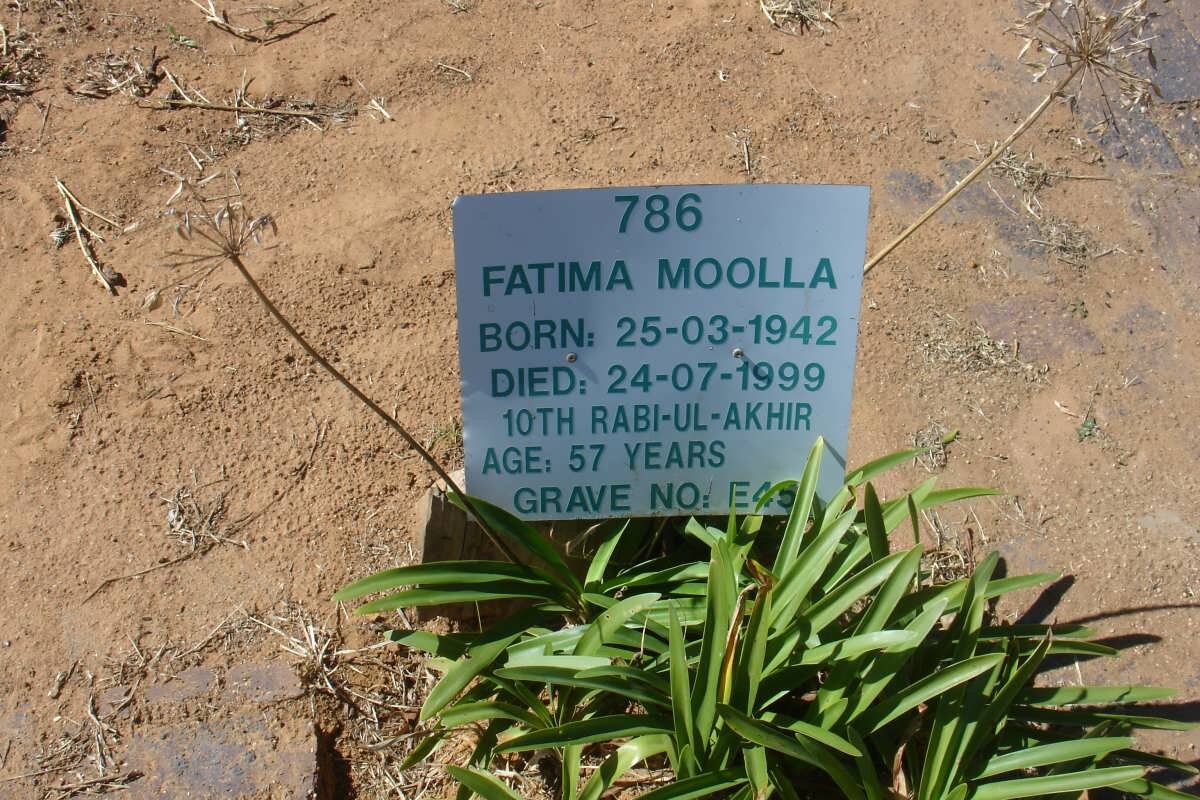 786
FATIMA MOOLLA
BORN: 25-03-1942
DIED: 24-07-1999
10TH RABI-UL-AKHIR
AGE: 57 YEARS
GRAVE NO: E45